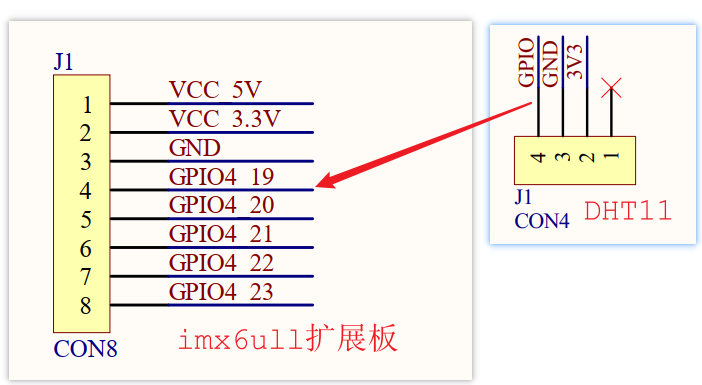 J1
1 VCC 5V
2 VCC 3.3V
3 GND
4 GPIO4 19
5 GPIO4 20
6 GPIO4 21
7 GPIO4 22
8 GPIO4 23
CON8
imx6ull扩展板
GPIO
GND
3V3
4 3 2 1
J1
CON4
DHT11